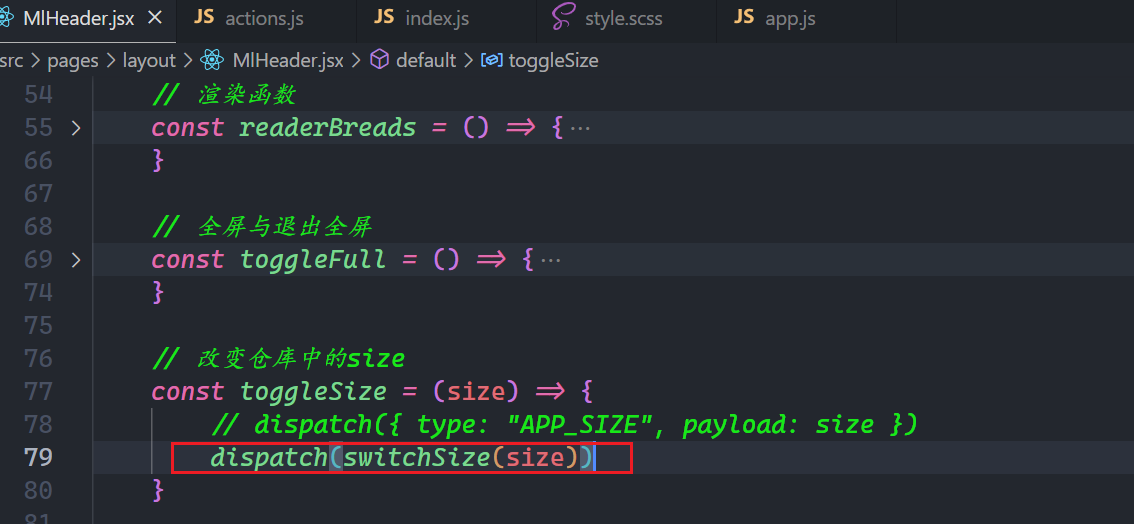 MlHeader.jsx JS actions.js JS index.js style.scss JS app.js
src > pages > layout > MlHeader.jsx > default > toggleSize
54 // 渲染函数
55 const readerBreads = () => { ···
66 }
67
68 // 全屏与退出全屏
69 const toggleFull = () => { ···
74 }
75
76 // 改变仓库中的size
77 const toggleSize = (size) => {
78 // dispatch({ type: "APP_SIZE", payload: size })
79 dispatch(switchSize(size))
80 }
81